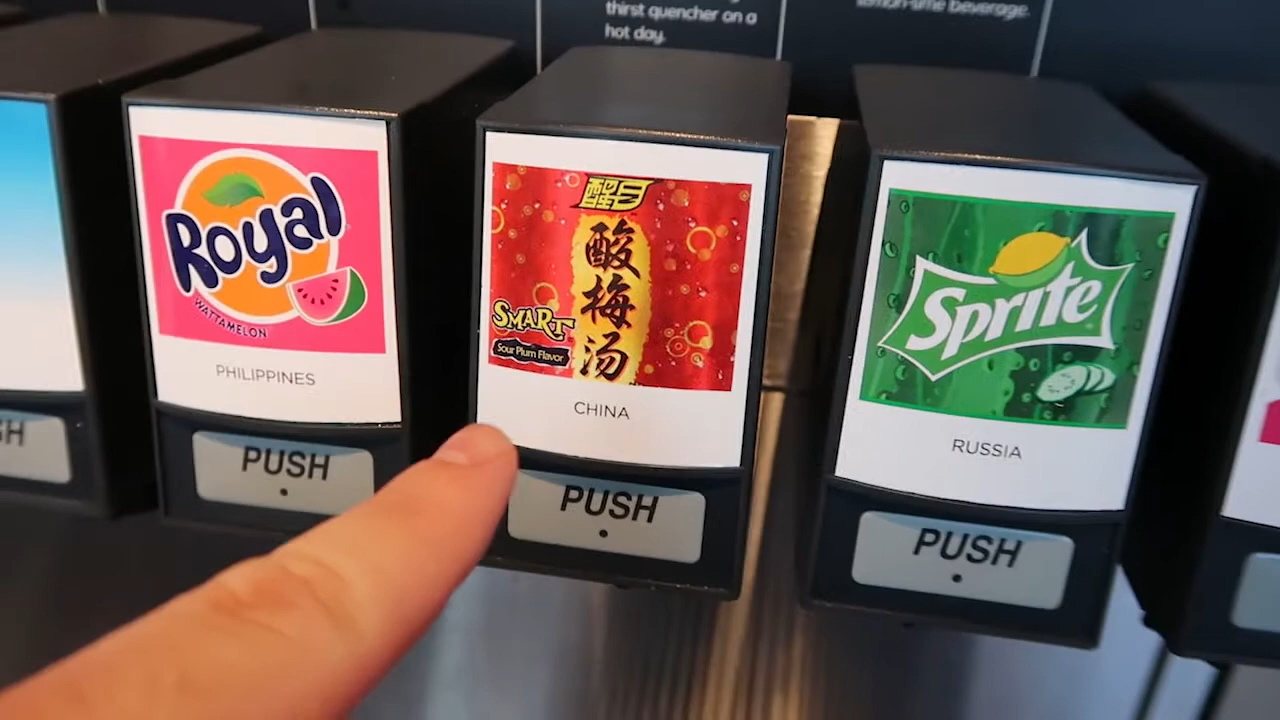 thirst quencher on a
hot day.
lemon-lime beverage.
Royal
WATTAMELON
PHILIPPINES
PUSH
醒目
酸
梅
汤
SMART
Sour Plum Flavor
CHINA
PUSH
Sprite
RUSSIA
PUSH